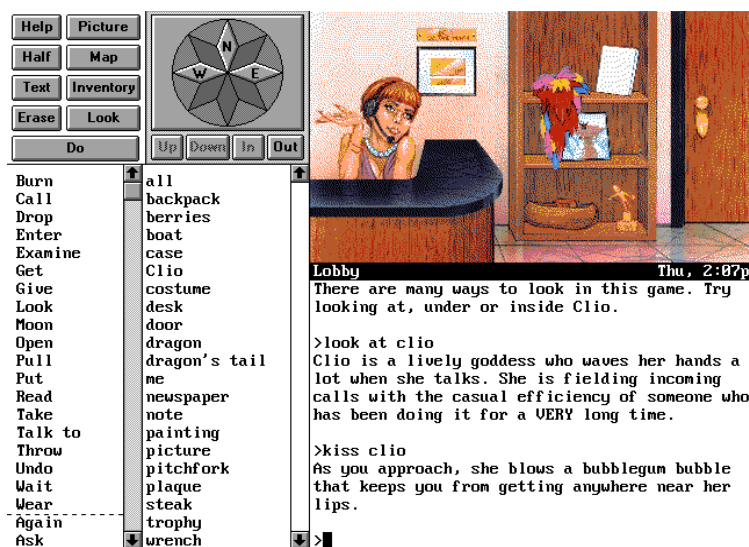 Help Picture
Half Map
Text Inventory
Erase Look
Do
N
W E
Up Down In Out
Burn
Call
Drop
Enter
Examine
Get
Give
Look
Moon
Open
Pull
Put
Read
Take
Talk to
Throw
Undo
Wait
Wear
Again
Ask
all
backpack
berries
boat
case
Clio
costume
desk
door
dragon
dragon's tail
me
newspaper
note
painting
picture
pitchfork
plaque
steak
trophy
wrench
Lobby Thu, 2:07p
There are many ways to look in this game. Try
looking at, under or inside Clio.
>look at clio
Clio is a lively goddess who waves her hands a
lot when she talks. She is fielding incoming
calls with the casual efficiency of someone who
has been doing it for a VERY long time.
>kiss clio
As you approach, she blows a bubblegum bubble
that keeps you from getting anywhere near her
lips.
>